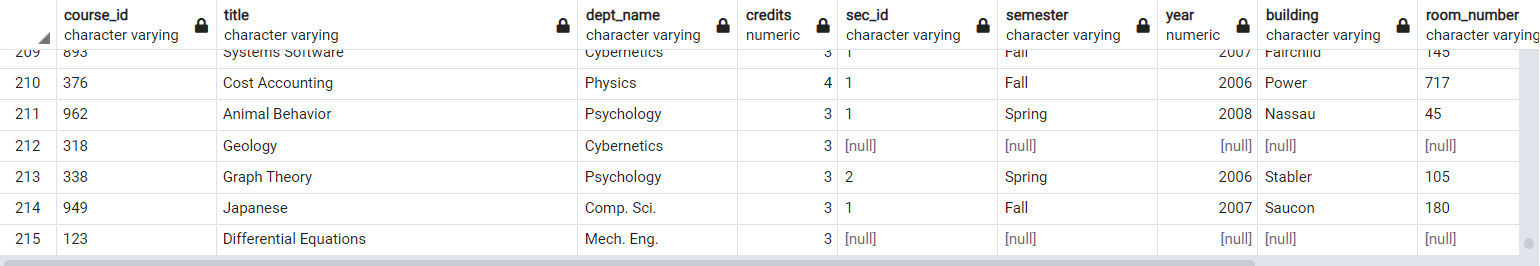 course_id title dept_name credits sec_id semester year building room_number
character varying character varying character varying numeric character varying character varying numeric character varying character varying
209 893 Systems Software Cybernetics 3 1 Fall 2007 Fairchild 145
210 376 Cost Accounting Physics 4 1 Fall 2006 Power 717
211 962 Animal Behavior Psychology 3 1 Spring 2008 Nassau 45
212 318 Geology Cybernetics 3 [null] [null] [null] [null] [null]
213 338 Graph Theory Psychology 3 2 Spring 2006 Stabler 105
214 949 Japanese Comp. Sci. 3 1 Fall 2007 Saucon 180
215 123 Differential Equations Mech. Eng. 3 [null] [null] [null] [null] [null]